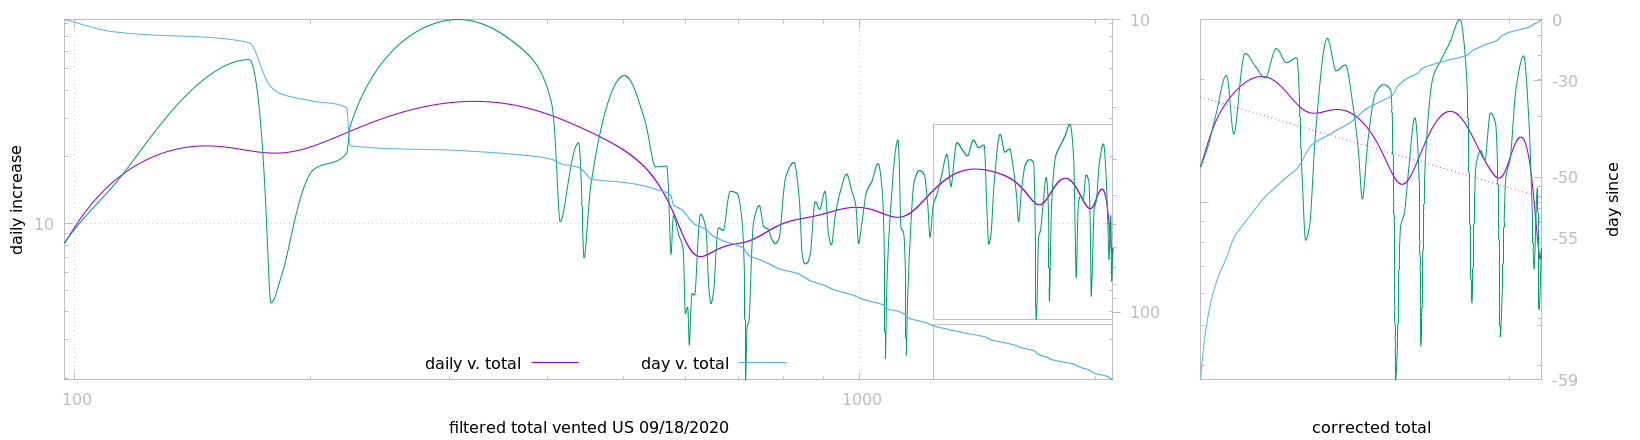 10
0
-30
-40
-50
-55
-59
10
100
daily increase
day since
daily v. total
day v. total
100
1000
filtered total vented US 09/18/2020
corrected total